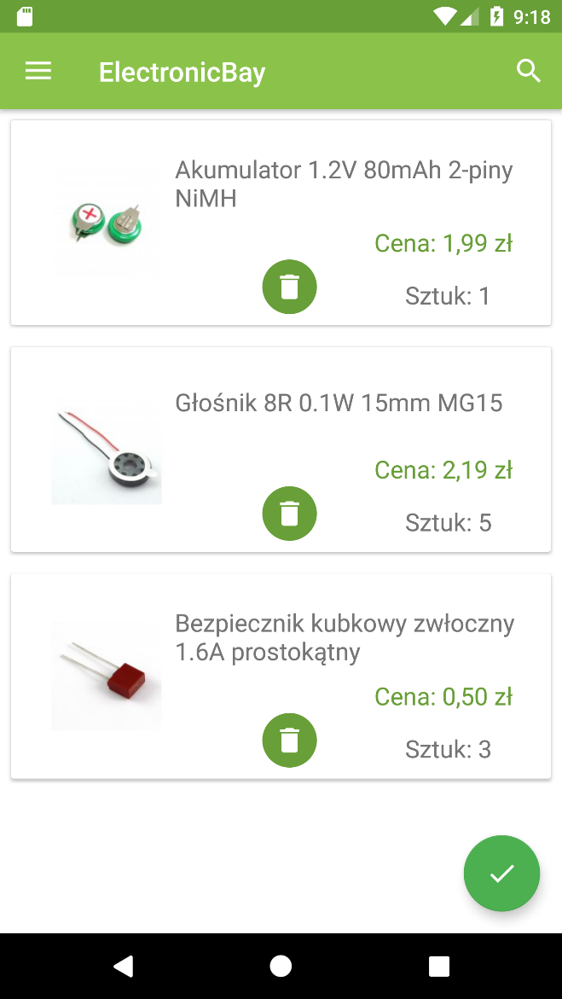 9:18
ElectronicBay
Akumulator 1.2V 80mAh 2-piny
NiMH
Cena: 1,99 zł
Sztuk: 1
Głośnik 8R 0.1W 15mm MG15
Cena: 2,19 zł
Sztuk: 5
Bezpiecznik kubkowy zwłoczny
1.6A prostokątny
Cena: 0,50 zł
Sztuk: 3